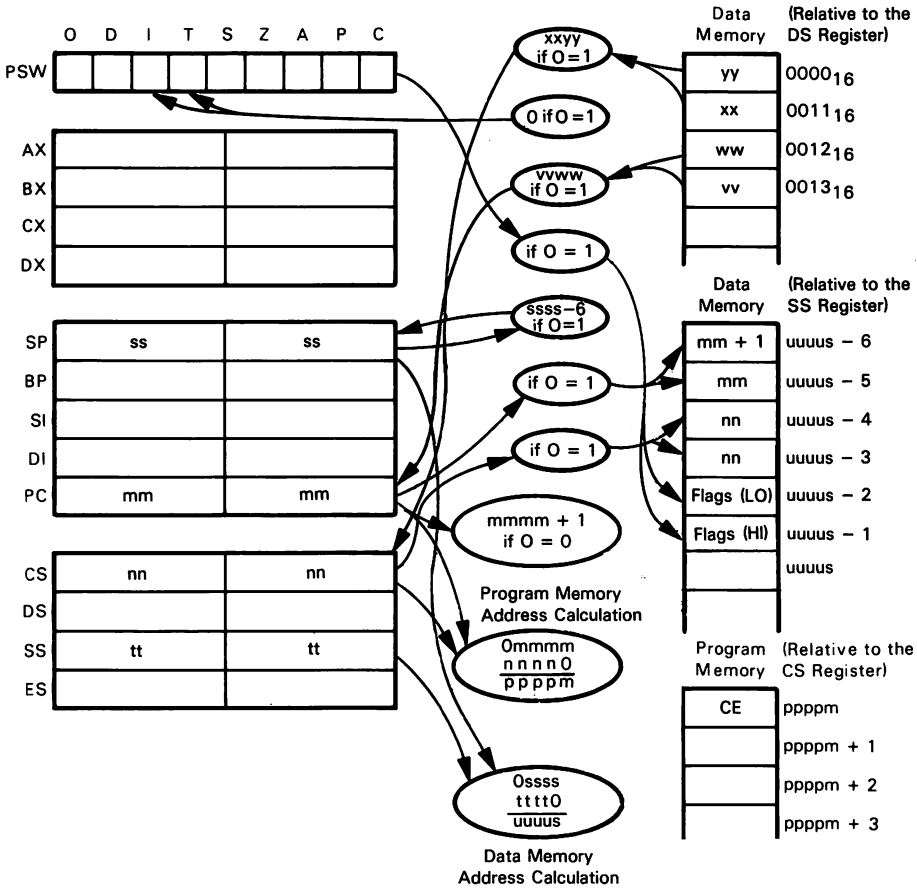 O D I T S Z A P C
PSW
AX
BX
CX
DX
SP ss ss
BP
SI
DI
PC mm mm
CS nn nn
DS
SS tt tt
ES
xxyy
if O=1
0 if O=1
vvww
if O=1
if O = 1
ssss-6
if O=1
if O = 1
if O = 1
mmmm + 1
if O = 0
Program Memory
Address Calculation
0mmmm
nnnn0
ppppm
0ssss
tttt0
uuuus
Data Memory
Address Calculation
Data
Memory
(Relative to the
DS Register)
yy 0000₁₆
xx 0011₁₆
ww 0012₁₆
vv 0013₁₆
Data
Memory
(Relative to the
SS Register)
mm + 1 uuuus - 6
mm uuuus - 5
nn uuuus - 4
nn uuuus - 3
Flags (LO) uuuus - 2
Flags (HI) uuuus - 1
uuuus
Program
Memory
(Relative to the
CS Register)
CE ppppm
ppppm + 1
ppppm + 2
ppppm + 3